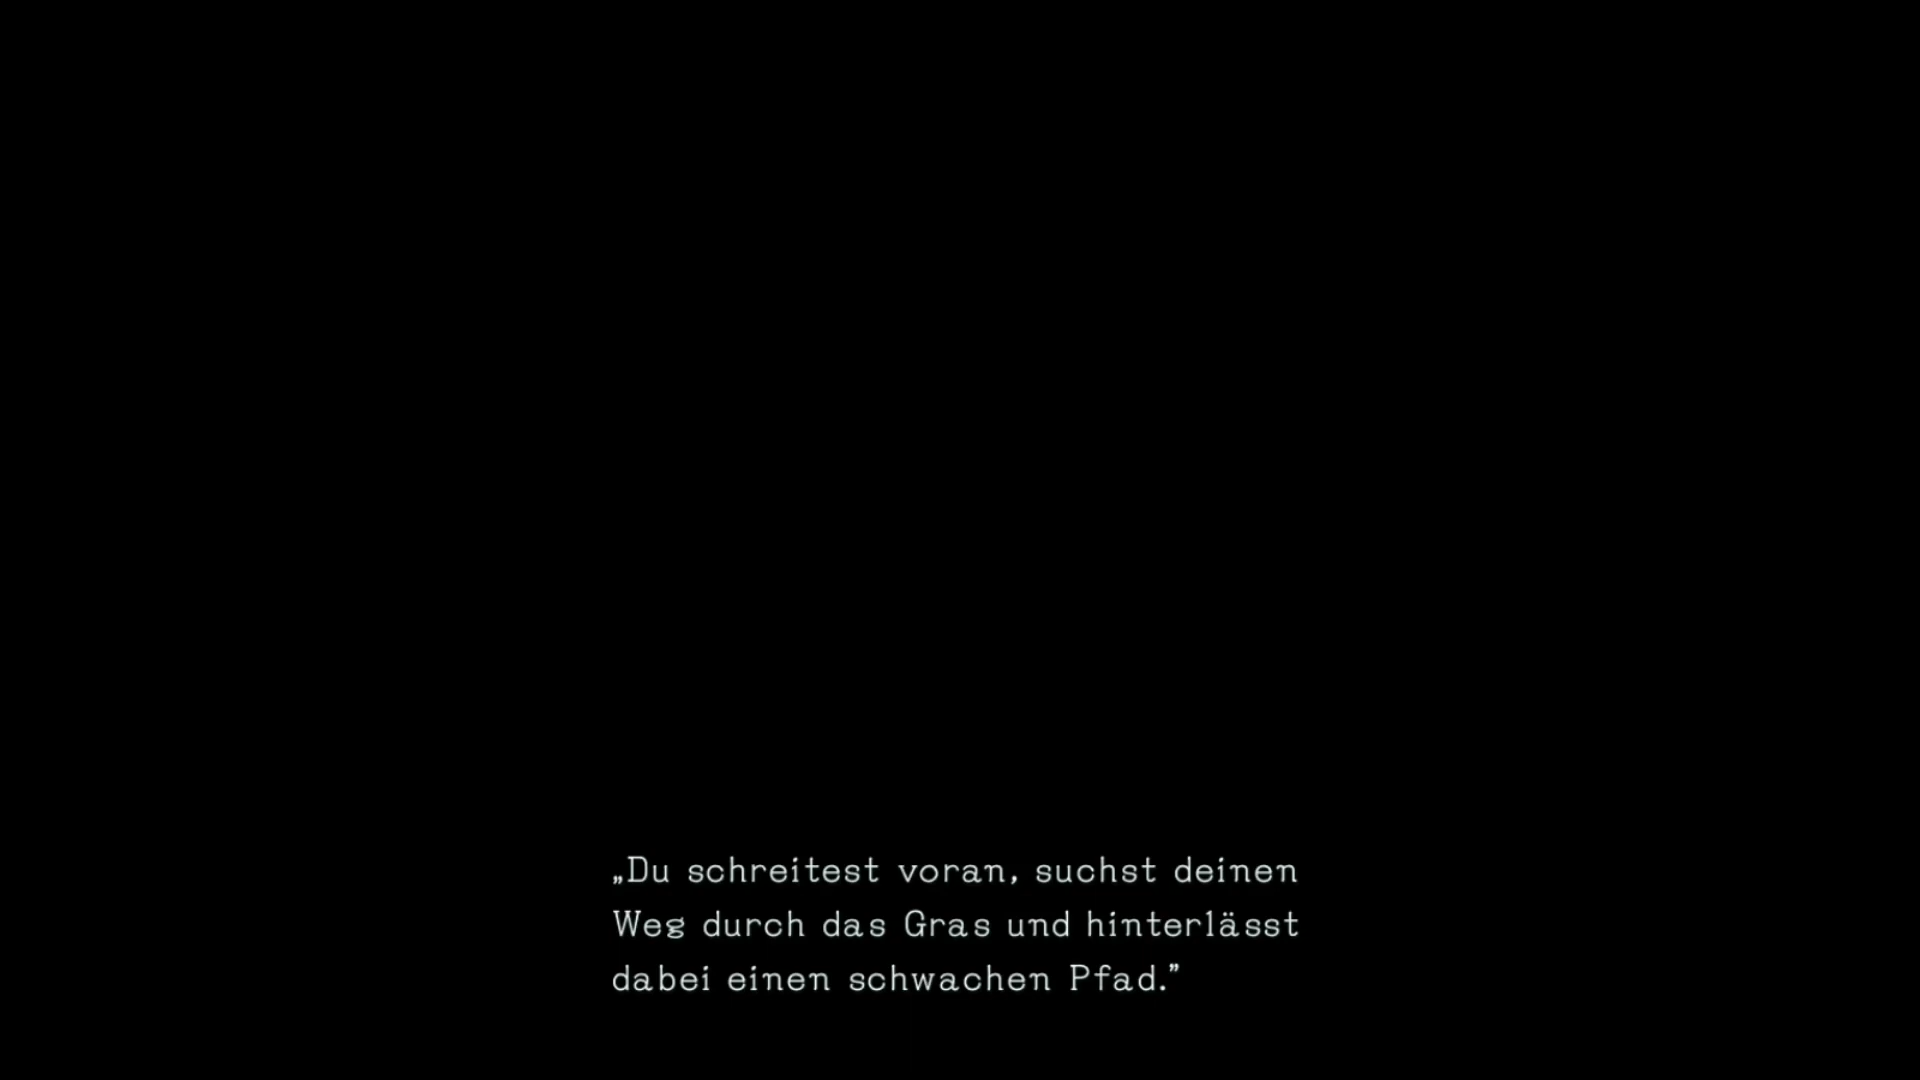 „Du schreitest voran, suchst deinen
Weg durch das Gras und hinterlässt
dabei einen schwachen Pfad.”